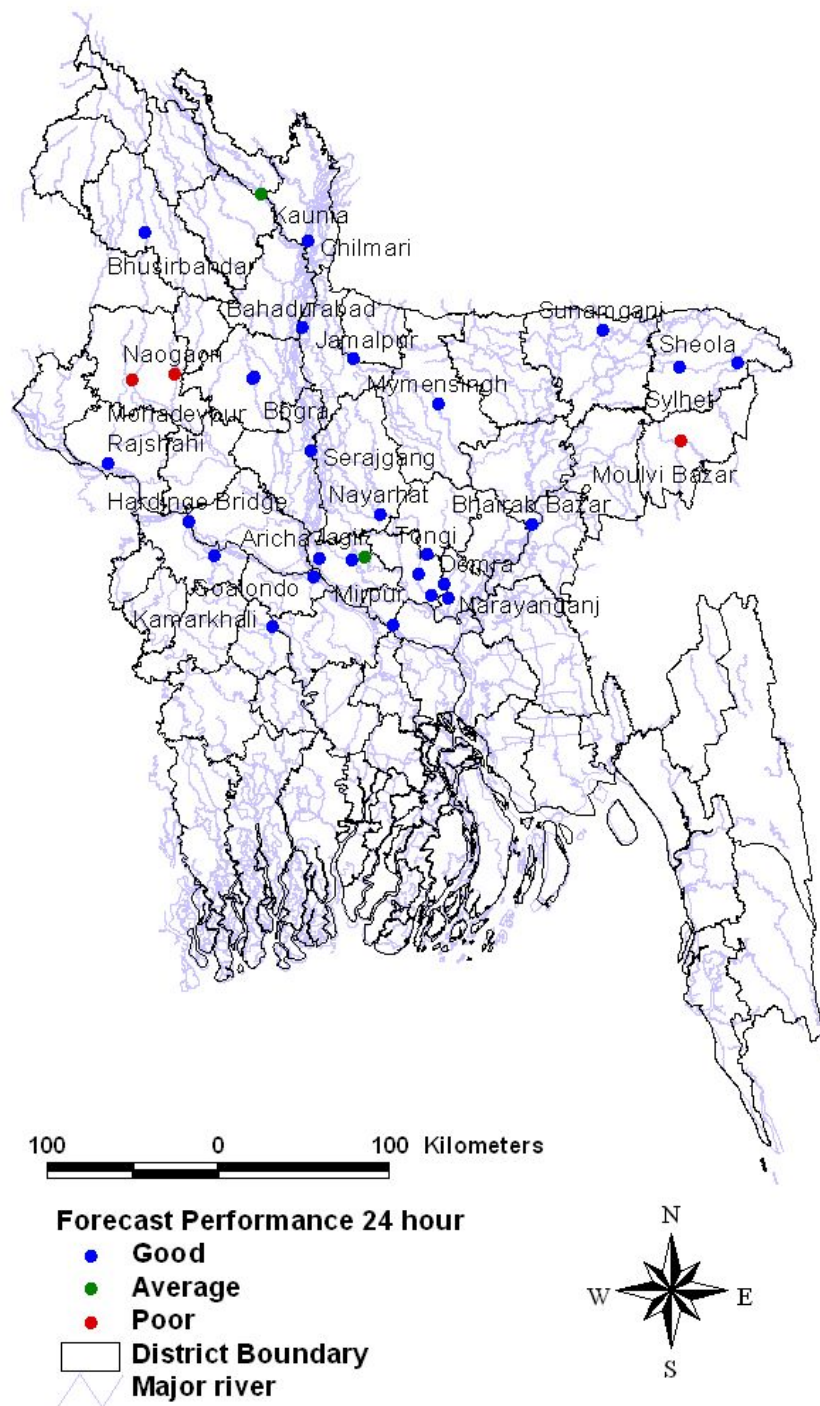 Kaunia
Chilmari
Bhusirbandar
Bahadurabad
Sunamganj
Jamalpur
Sheola
Naogaon
Mymensingh
Sylhet
Mohadevpur
Bogra
Rajshahi
Serajgang
Moulvi Bazar
Hardinge Bridge
Nayarhat
Bhairab Bazar
Aricha
Jagir
Tongi
Demra
Goalondo
Mirpur
Narayanganj
Kamarkhali
100 0 100 Kilometers
Forecast Performance 24 hour
Good
Average
Poor
District Boundary
Major river
N
W E
S